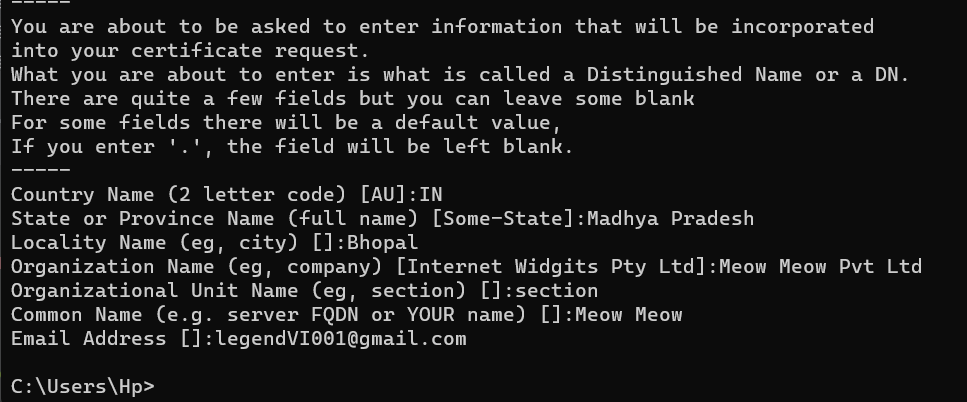 -----
You are about to be asked to enter information that will be incorporated
into your certificate request.
What you are about to enter is what is called a Distinguished Name or a DN.
There are quite a few fields but you can leave some blank
For some fields there will be a default value,
If you enter '.', the field will be left blank.
-----
Country Name (2 letter code) [AU]:IN
State or Province Name (full name) [Some-State]:Madhya Pradesh
Locality Name (eg, city) []:Bhopal
Organization Name (eg, company) [Internet Widgits Pty Ltd]:Meow Meow Pvt Ltd
Organizational Unit Name (eg, section) []:section
Common Name (e.g. server FQDN or YOUR name) []:Meow Meow
Email Address []:legendVI001@gmail.com
C:\Users\Hp>